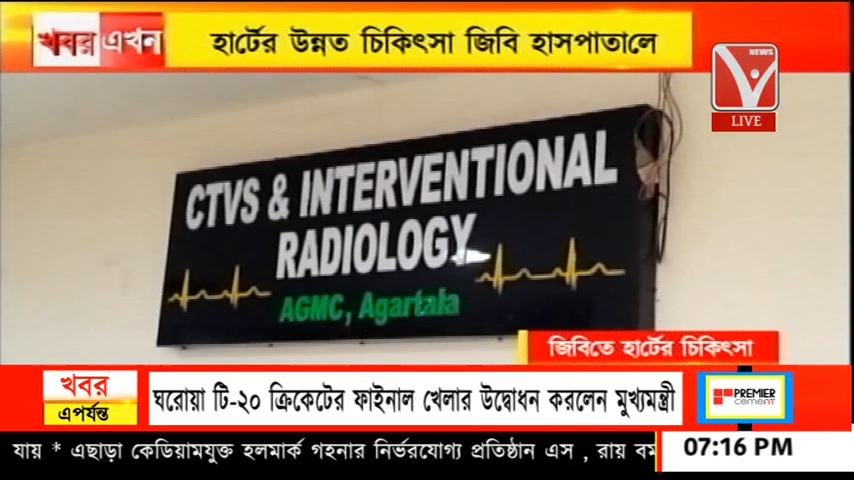 খবর এখন
হার্টের উন্নত চিকিৎসা জিবি হাসপাতালে
NEWS
LIVE
CTVS & INTERVENTIONAL
RADIOLOGY
AGMC, Agartala
জিবিতে হার্টের চিকিৎসা
খবর
এপর্যন্ত
ঘরোয়া টি-২০ ক্রিকেটের ফাইনাল খেলার উদ্বোধন করলেন মুখ্যমন্ত্রী
PREMIER
cement
যায় * এছাড়া কেডিয়ামযুক্ত হলমার্ক গহনার নির্ভরযোগ্য প্রতিষ্ঠান এস , রায় বম
07:16 PM